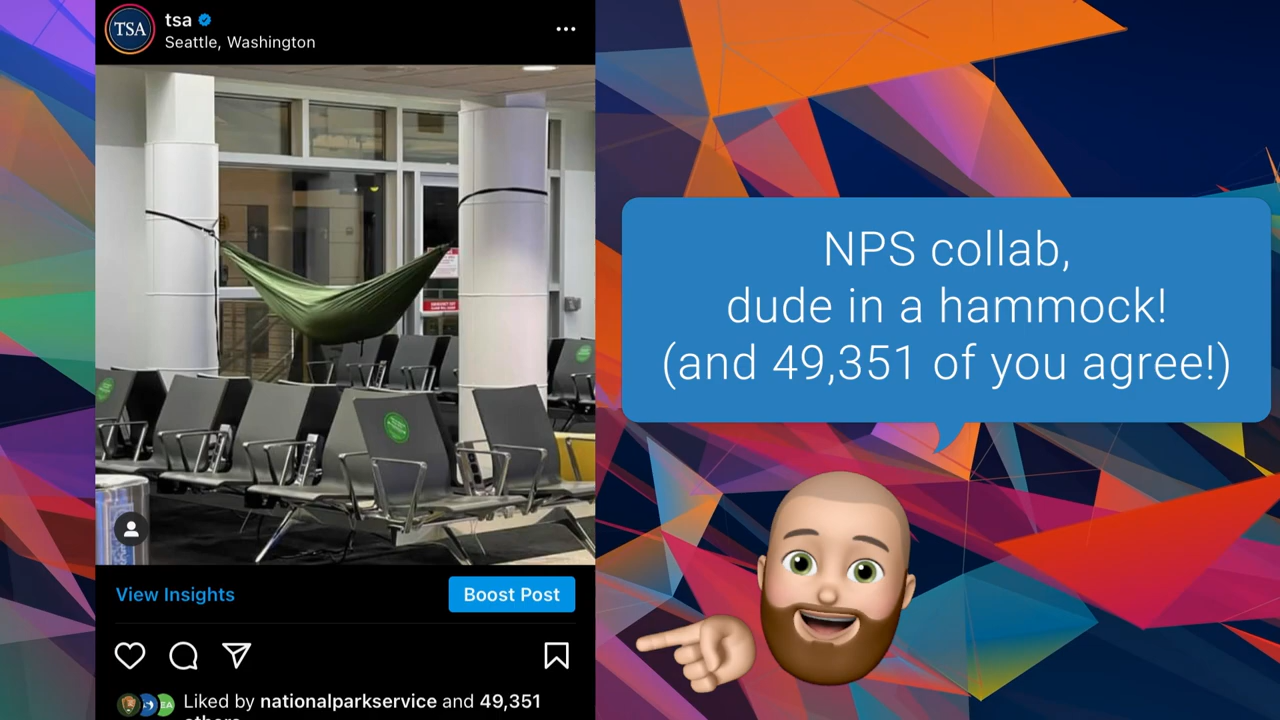 TSA
tsa
Seattle, Washington
View Insights
Boost Post
Liked by nationalparkservice and 49,351
others
NPS collab,
dude in a hammock!
(and 49,351 of you agree!)